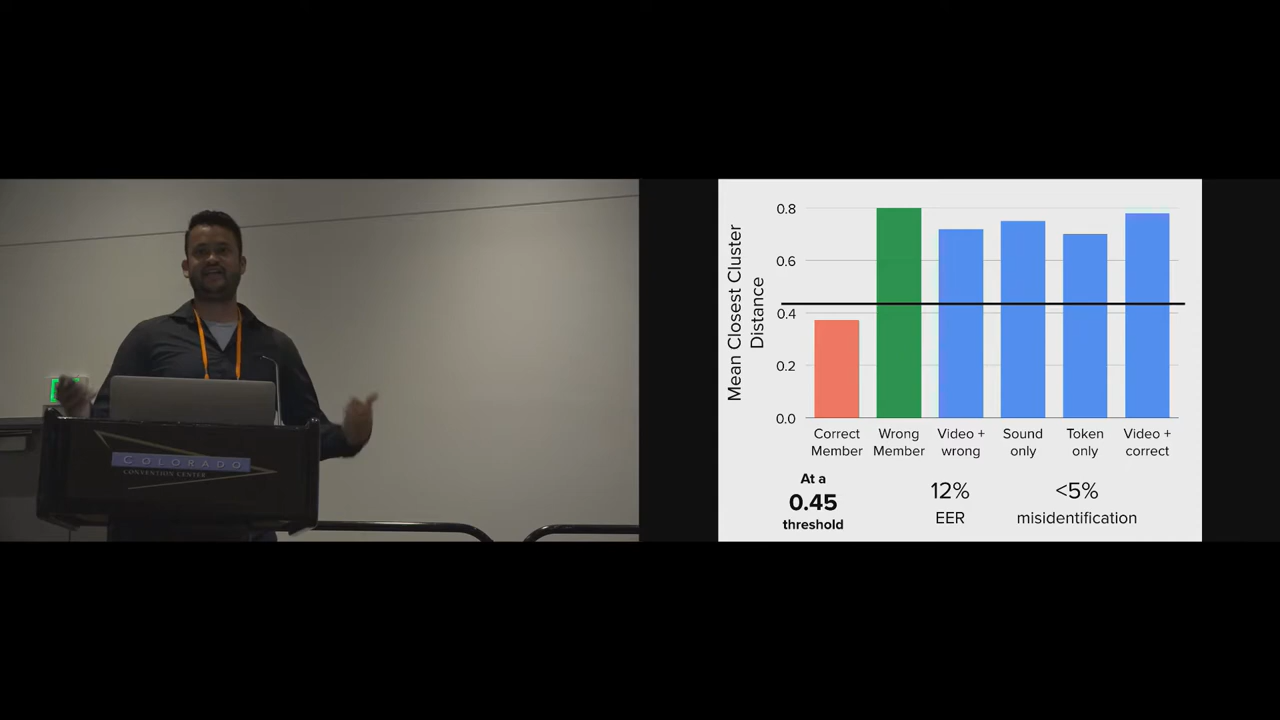 COLORADO
CONVENTION CENTER
Mean Closest Cluster
Distance
0.8
0.6
0.4
0.2
0.0
Correct
Member
Wrong
Member
Video +
wrong
Sound
only
Token
only
Video +
correct
At a
0.45
threshold
12%
EER
<5%
misidentification